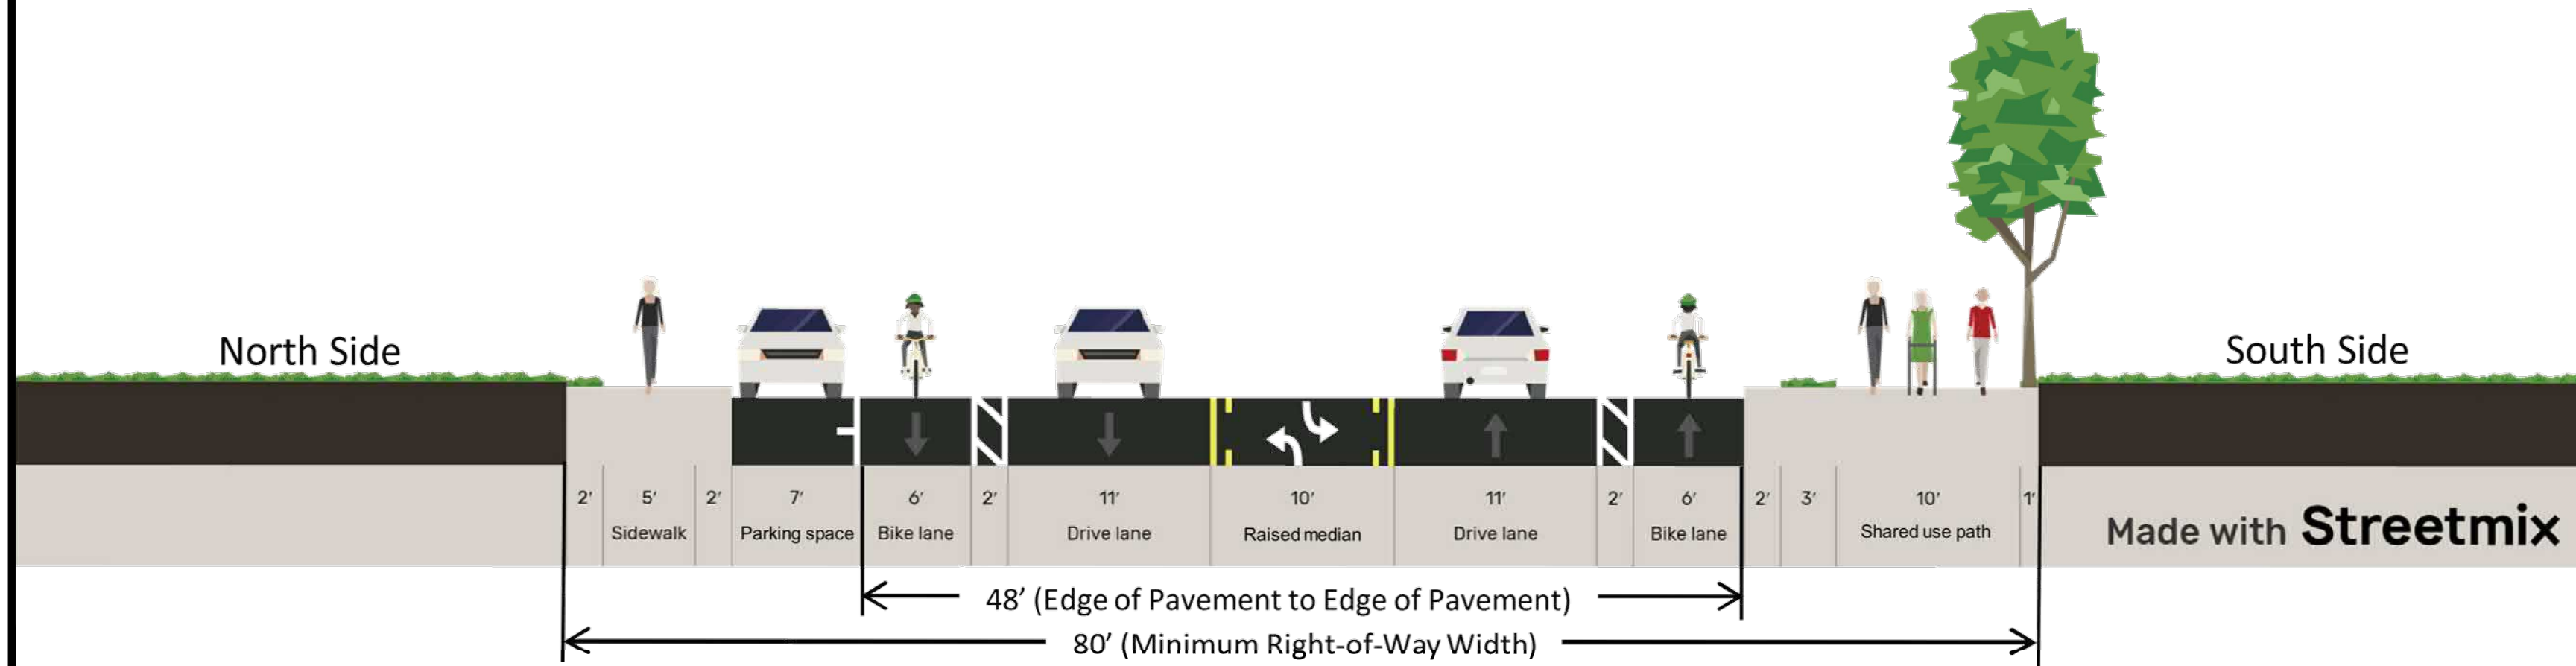 North Side
South Side
2' 5' 2' 7' 6' 2' 11' 10' 11' 2' 6' 2' 3' 10' 1'
Sidewalk Parking space Bike lane Drive lane Raised median Drive lane Bike lane Shared use path
Made with Streetmix
48' (Edge of Pavement to Edge of Pavement)
80' (Minimum Right-of-Way Width)